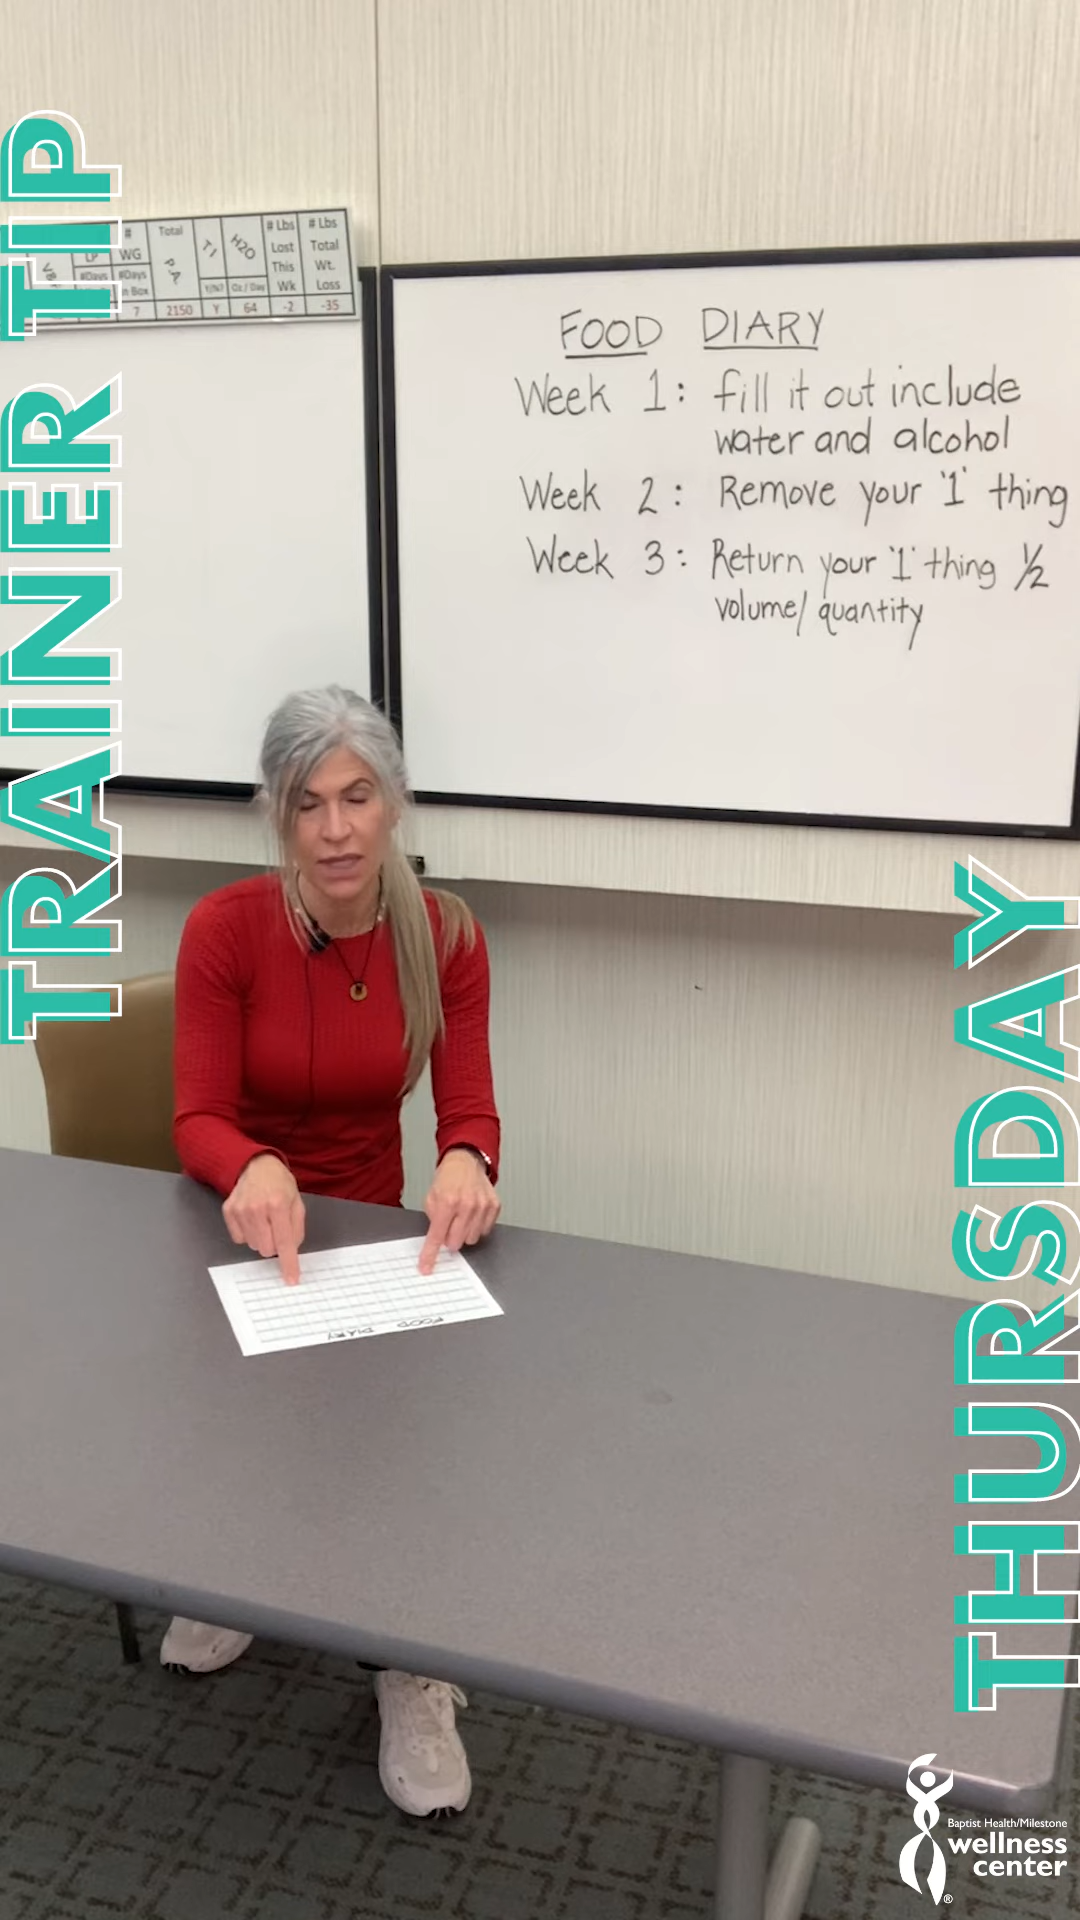 TRAINER TIP
# # Lbs # Lbs
LP WG Total T1 H2O Lost Total
#Days #Days P.A This Wt.
in Box Y/N? Oz / Day Wk Loss
7 2150 Y 64 -2 -35
FOOD DIARY
Week 1: fill it out include
water and alcohol
Week 2: Remove your '1' thing
Week 3: Return your '1' thing 1/2
volume/quantity
FOOD DIARY
THURSDAY
Baptist Health/Milestone
wellness
center
®